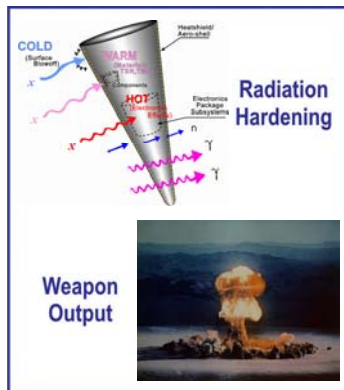 COLD
(Surface
Blowoff)
x
WARM
x
Components
HOT
x
n
γ
γ
Heatshield/
Aero-shell
Electronics
Package
Subsystems
Radiation
Hardening
Weapon
Output